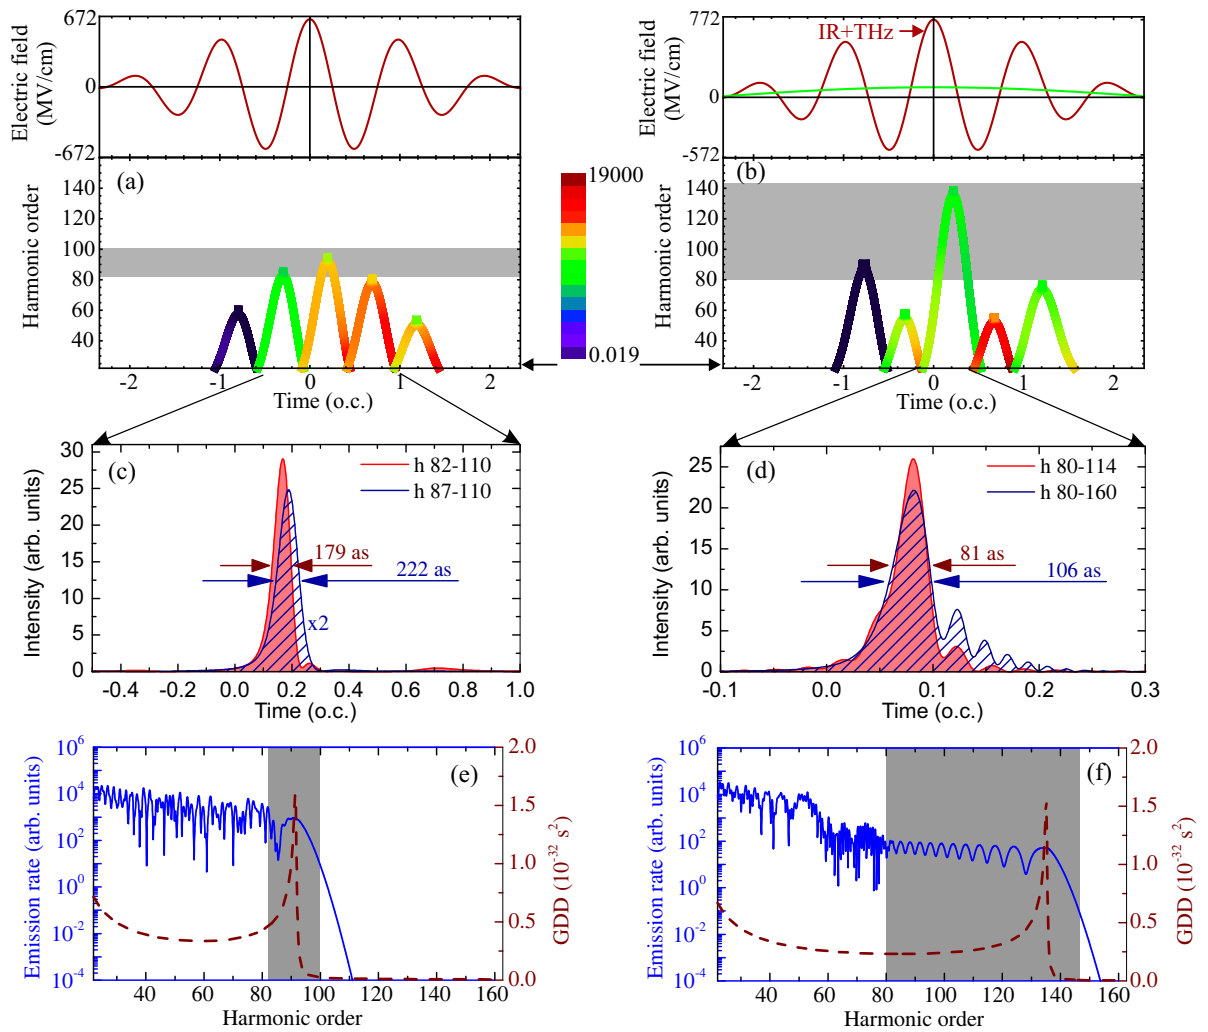 672
0
-672
Electric field
(MV/cm)
772
0
-572
Electric field
(MV/cm)
IR+THz
(a)
140
120
100
80
60
40
Harmonic order
-2
-1
0
1
2
Time (o.c.)
19000
0.019
(b)
140
120
100
80
60
40
Harmonic order
-2
-1
0
1
2
Time (o.c.)
(c)
h 82-110
h 87-110
179 as
222 as
x2
30
25
20
15
10
5
0
Intensity (arb. units)
-0.4
-0.2
0.0
0.2
0.4
0.6
0.8
1.0
Time (o.c.)
(d)
h 80-114
h 80-160
81 as
106 as
25
20
15
10
5
0
Intensity (arb. units)
-0.1
0.0
0.1
0.2
0.3
Time (o.c.)
(e)
10^6
10^4
10^2
10^0
10^-2
10^-4
Emission rate (arb. units)
2.0
1.5
1.0
0.5
0.0
GDD (10^-32 s^2)
40
60
80
100
120
140
160
Harmonic order
(f)
10^6
10^4
10^2
10^0
10^-2
10^-4
Emission rate (arb. units)
2.0
1.5
1.0
0.5
0.0
GDD (10^-32 s^2)
40
60
80
100
120
140
160
Harmonic order